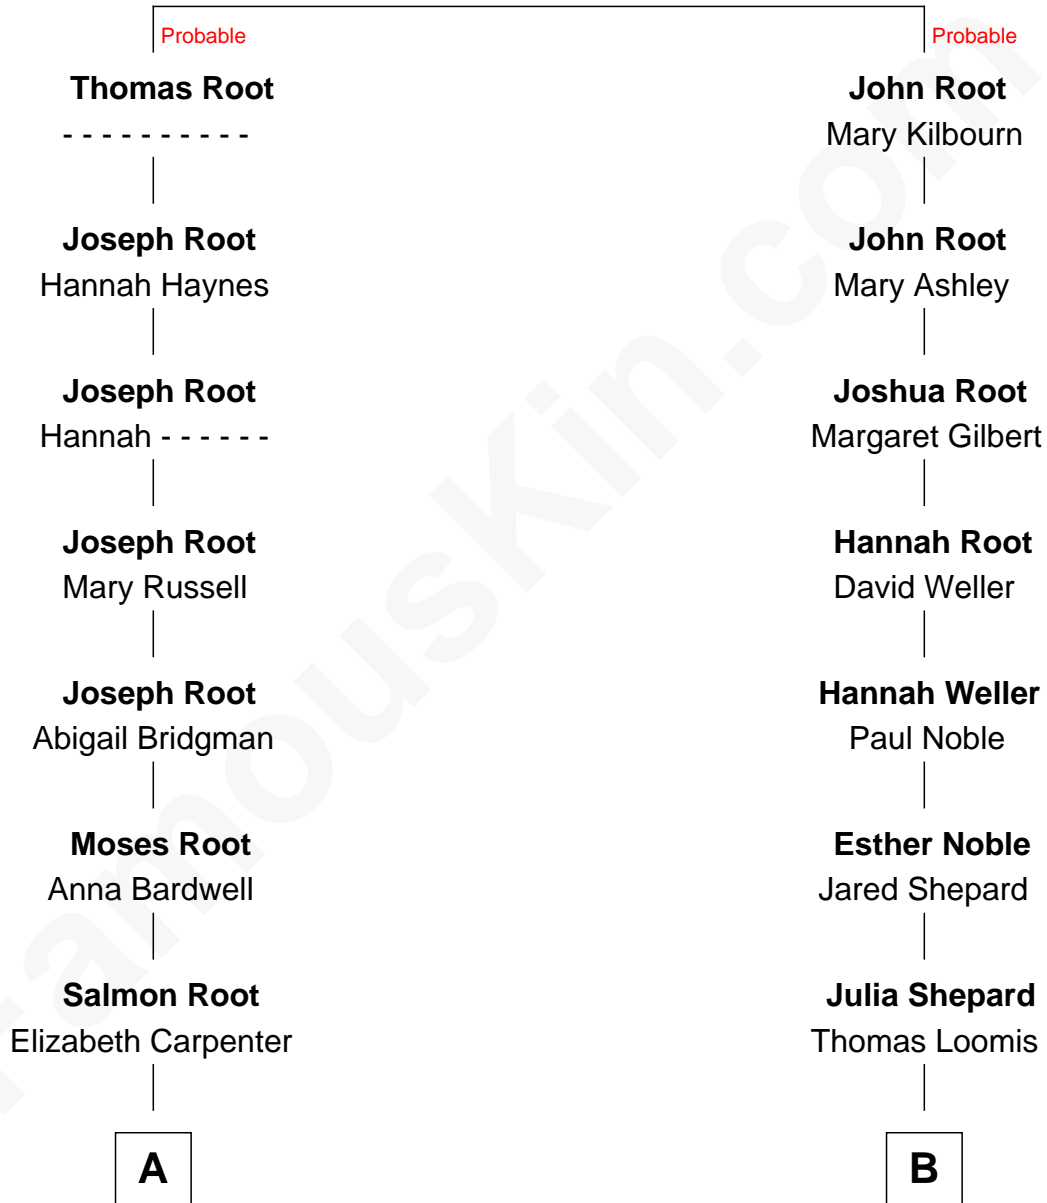 Probable
Thomas Root
- - - - - - - - - -
Joseph Root
Hannah Haynes
Joseph Root
Hannah - - - - - -
Joseph Root
Mary Russell
Joseph Root
Abigail Bridgman
Moses Root
Anna Bardwell
Salmon Root
Elizabeth Carpenter
A
Probable
John Root
Mary Kilbourn
John Root
Mary Ashley
Joshua Root
Margaret Gilbert
Hannah Root
David Weller
Hannah Weller
Paul Noble
Esther Noble
Jared Shepard
Julia Shepard
Thomas Loomis
B
FamousKin.com